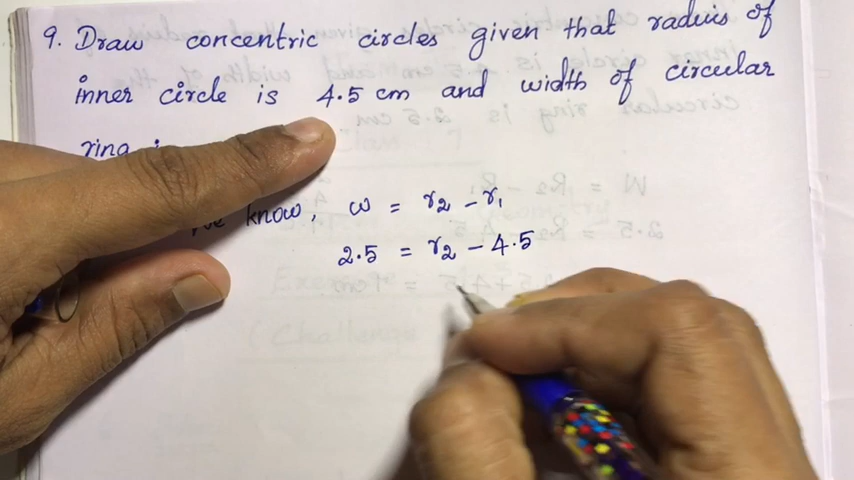 9. Draw concentric circles given that radius of
inner circle is 4.5 cm and width of circular
ring
know, w = r₂ - r₁
2.5 = r₂ - 4.5